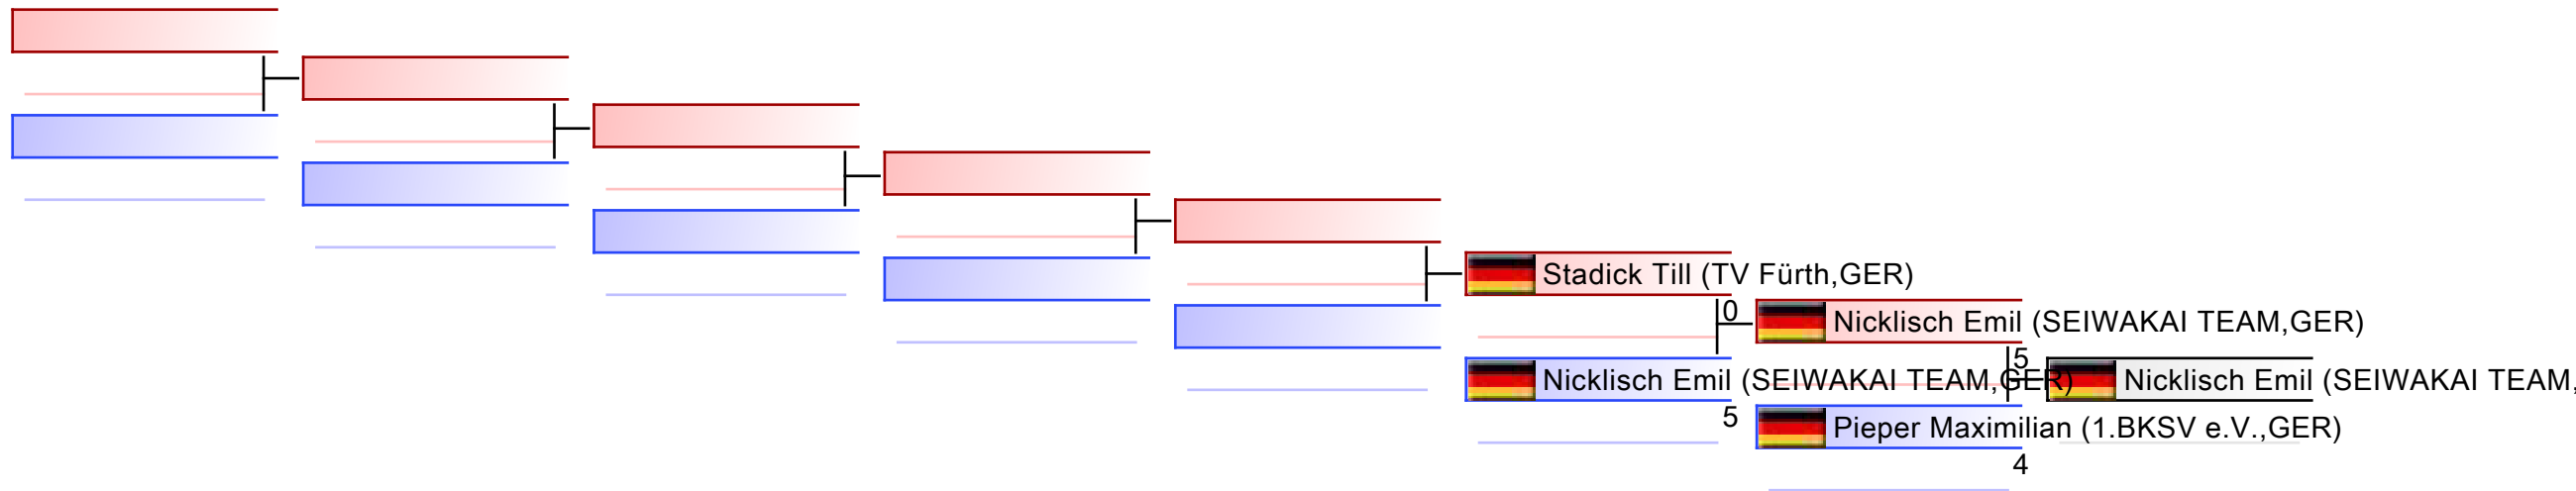 Stadick Till (TV Fürth,GER)
0
Nicklisch Emil (SEIWAKAI TEAM,GER)
5
Nicklisch Emil (SEIWAKAI TEAM,GER)
5
Pieper Maximilian (1.BKSV e.V.,GER)
4
Nicklisch Emil (SEIWAKAI TEAM,